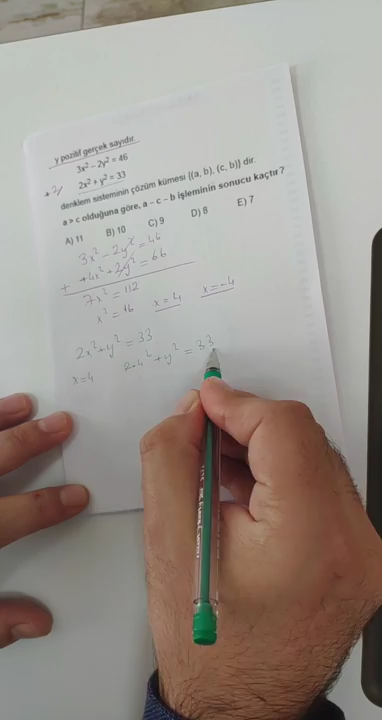 y pozitif gerçek sayıdır.
3x² - 2y² = 46
2x² + y² = 33
denklem sisteminin çözüm kümesi {(a, b), (c, b)} dir.
a > c olduğuna göre, a - c - b işleminin sonucu kaçtır?
A) 11 B) 10 C) 9 D) 8 E) 7
3x² - 2y² = 46
+ +4x² + 2y² = 66
7x² = 112
x² = 16 x = 4 x = -4
2x² + y² = 33
x = 4 2·4² + y² = 33